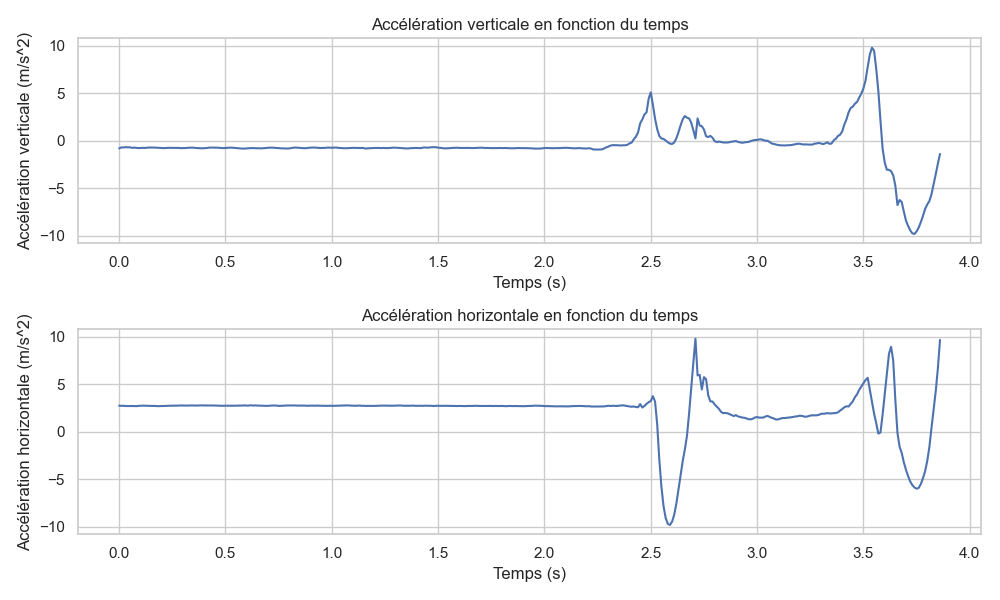 Accélération verticale en fonction du temps
Accélération verticale (m/s^2)
10
5
0
−5
−10
0.0 0.5 1.0 1.5 2.0 2.5 3.0 3.5 4.0
Temps (s)
Accélération horizontale en fonction du temps
Accélération horizontale (m/s^2)
10
5
0
−5
−10
0.0 0.5 1.0 1.5 2.0 2.5 3.0 3.5 4.0
Temps (s)